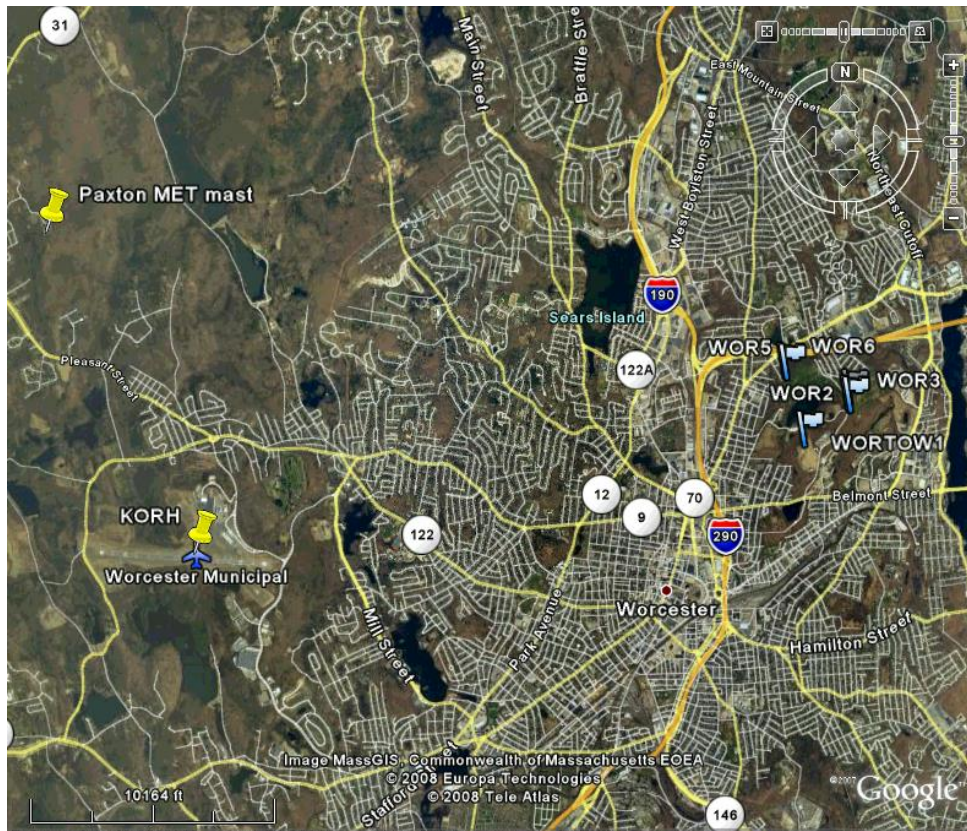 31
Main Street
Brattle Stre
East Mountain Street
N
Paxton MET mast
West Boylston Street
Northeast Cutoff
190
Sears Island
122A
WOR5
WOR6
WOR2
WOR3
WORTOW1
Pleasant Street
12
9
70
Belmont Street
KORH
122
290
Worcester Municipal
Worcester
Park Avenue
Mill Street
Hamilton Street
Image MassGIS, Commonwealth of Massachusetts EOEA
© 2008 Europa Technologies
© 2008 Tele Atlas
©2007 Google
10164 ft
146